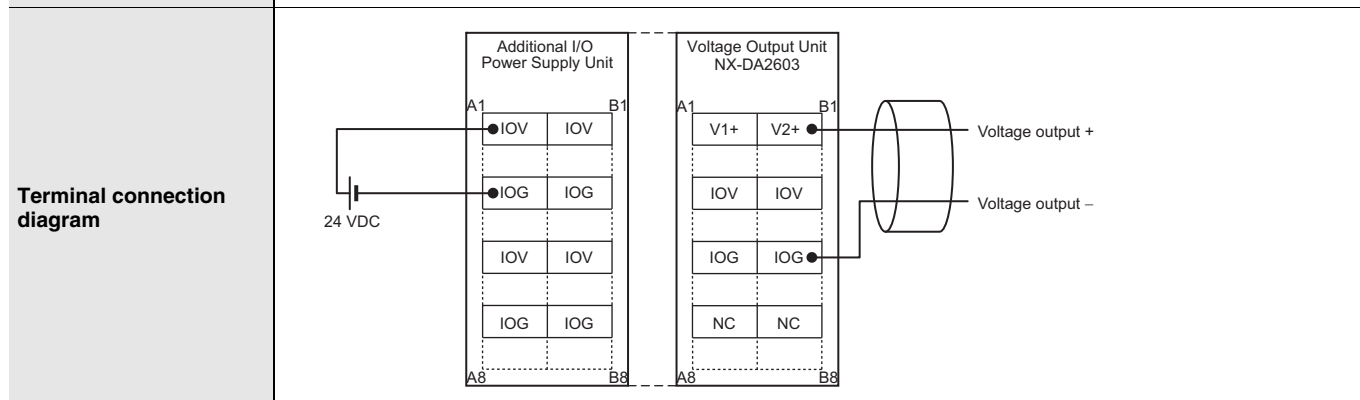 Terminal connection
diagram
Additional I/O
Power Supply Unit
A1 B1
IOV IOV
IOG IOG
IOV IOV
IOG IOG
A8 B8
24 VDC
Voltage Output Unit
NX-DA2603
A1 B1
V1+ V2+
IOV IOV
IOG IOG
NC NC
A8 B8
Voltage output +
Voltage output −